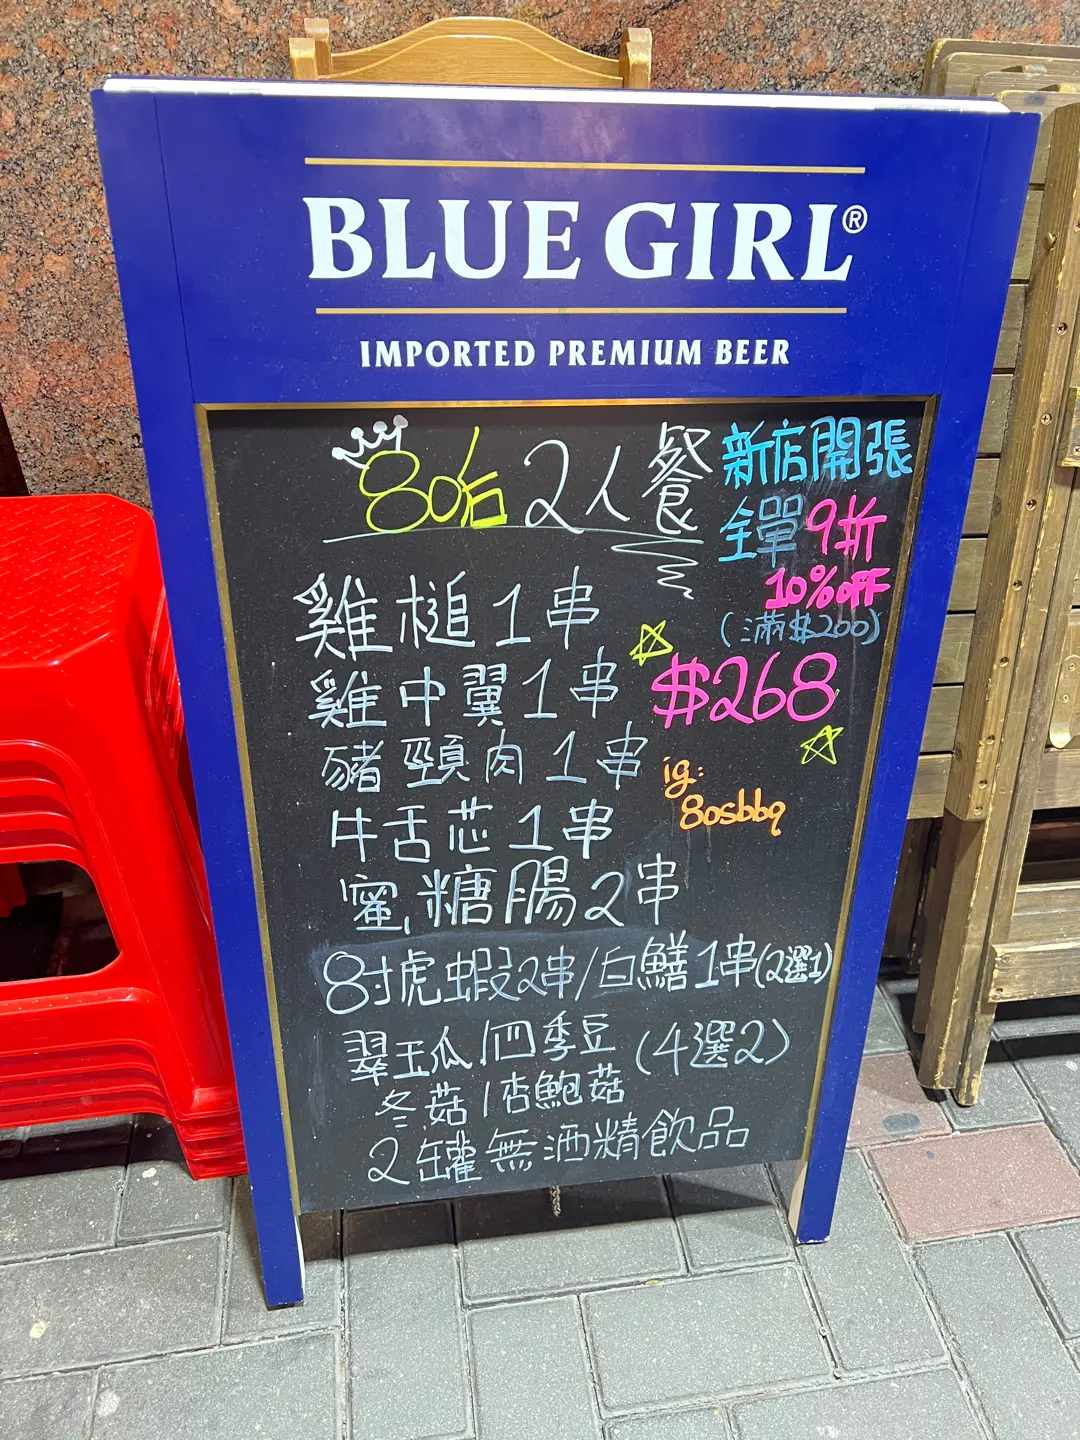 BLUE GIRL®
IMPORTED PREMIUM BEER
80后 2人餐
新店開張
全單9折
10%OFF
(滿$200)
雞槌1串
雞中翼1串
$268
豬頸肉1串
ig:
80sbbq
牛舌芯1串
蜜糖腸2串
8吋虎蝦2串/白鱔1串(2選1)
翠玉瓜/四季豆
(4選2)
冬菇/杏鮑菇
2罐無酒精飲品